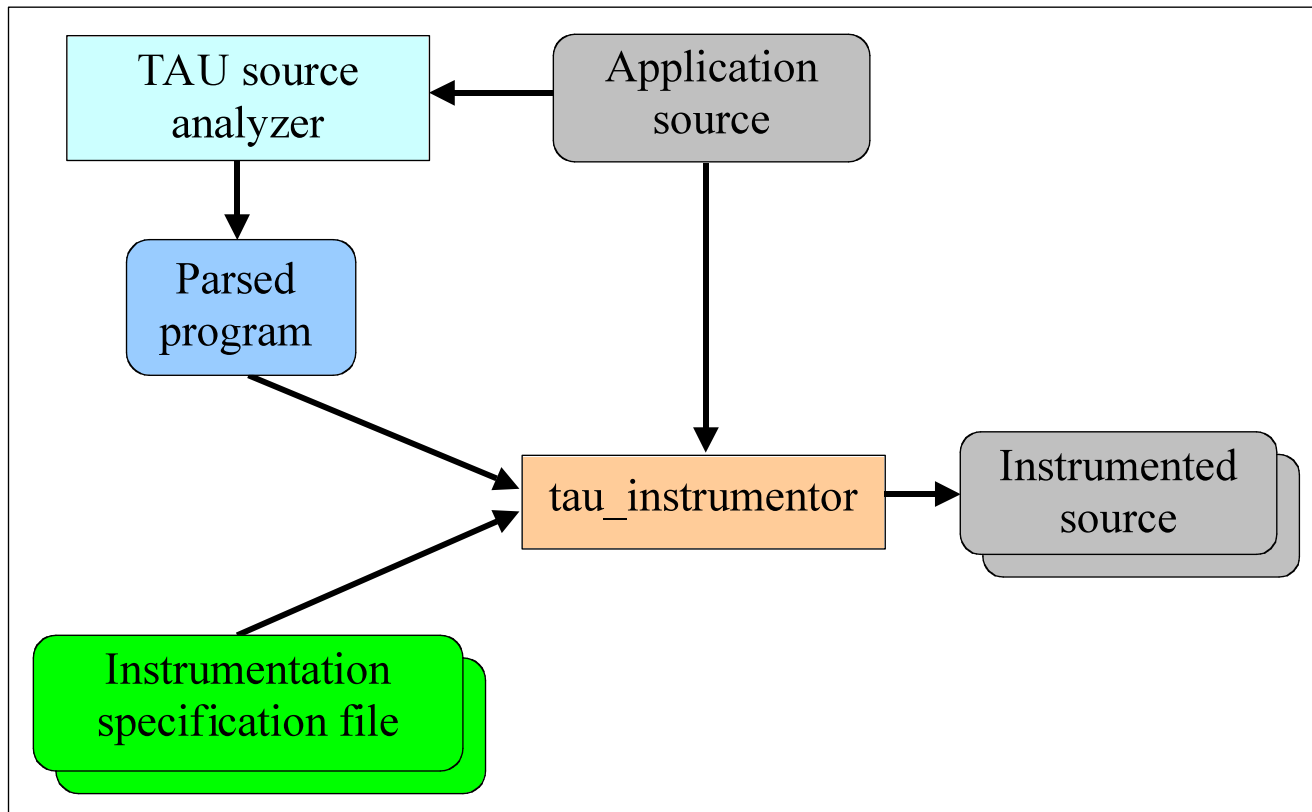 TAU source
analyzer
Application
source
Parsed
program
tau_instrumentor
Instrumented
source
Instrumentation
specification file